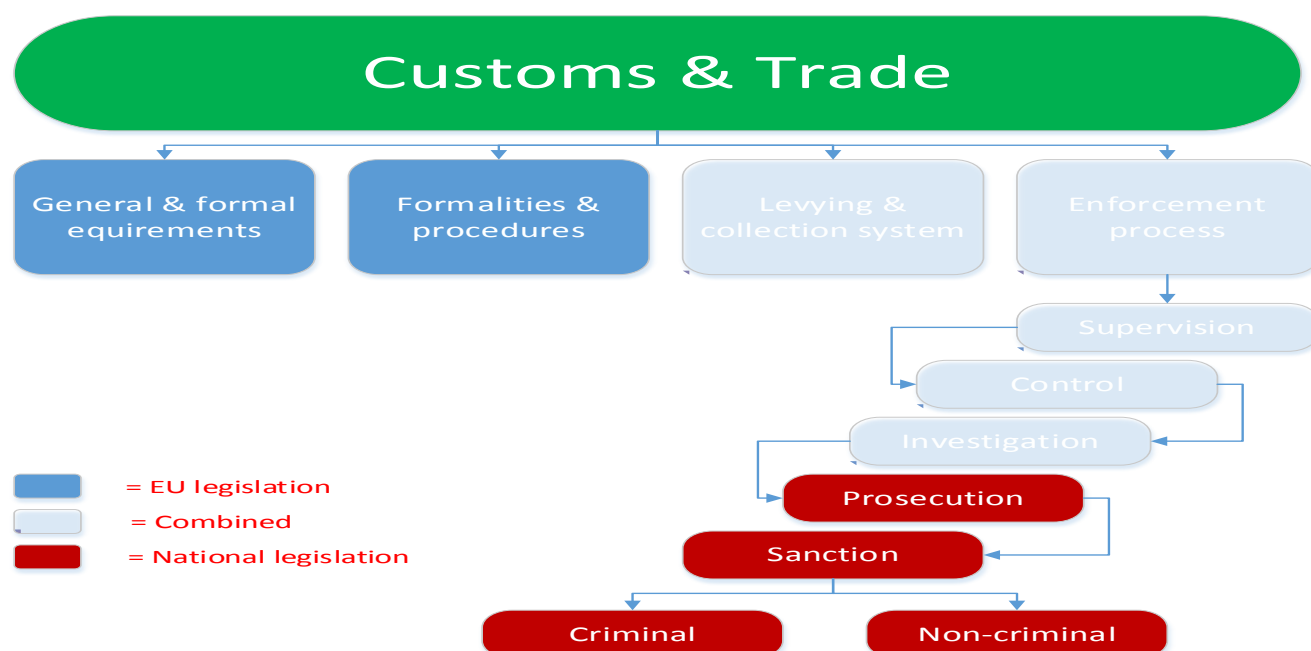 Customs & Trade
General & formal
equirements
Formalities &
procedures
Levying &
collection system
Enforcement
process
Supervision
Control
Investigation
Prosecution
Sanction
Criminal
Non-criminal
= EU legislation
= Combined
= National legislation